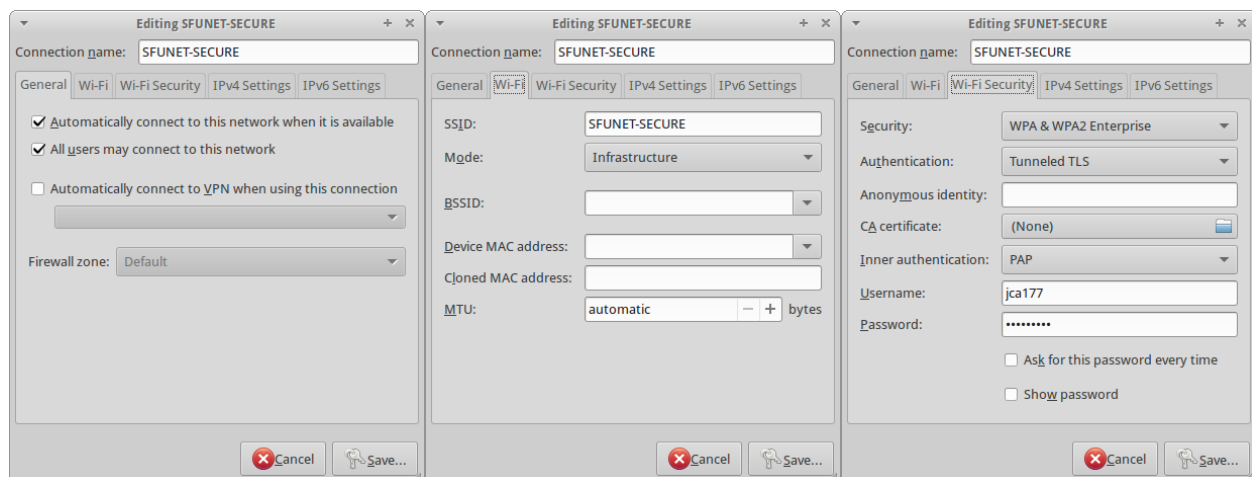 Editing SFUNET-SECURE
Connection name: SFUNET-SECURE
General Wi-Fi Wi-Fi Security IPv4 Settings IPv6 Settings
Automatically connect to this network when it is available
All users may connect to this network
Automatically connect to VPN when using this connection
Firewall zone: Default
Cancel Save...
Editing SFUNET-SECURE
Connection name: SFUNET-SECURE
General Wi-Fi Wi-Fi Security IPv4 Settings IPv6 Settings
SSID: SFUNET-SECURE
Mode: Infrastructure
BSSID:
Device MAC address:
Cloned MAC address:
MTU: automatic − + bytes
Cancel Save...
Editing SFUNET-SECURE
Connection name: SFUNET-SECURE
General Wi-Fi Wi-Fi Security IPv4 Settings IPv6 Settings
Security: WPA & WPA2 Enterprise
Authentication: Tunneled TLS
Anonymous identity:
CA certificate: (None)
Inner authentication: PAP
Username: jca177
Password: •••••••••
Ask for this password every time
Show password
Cancel Save...